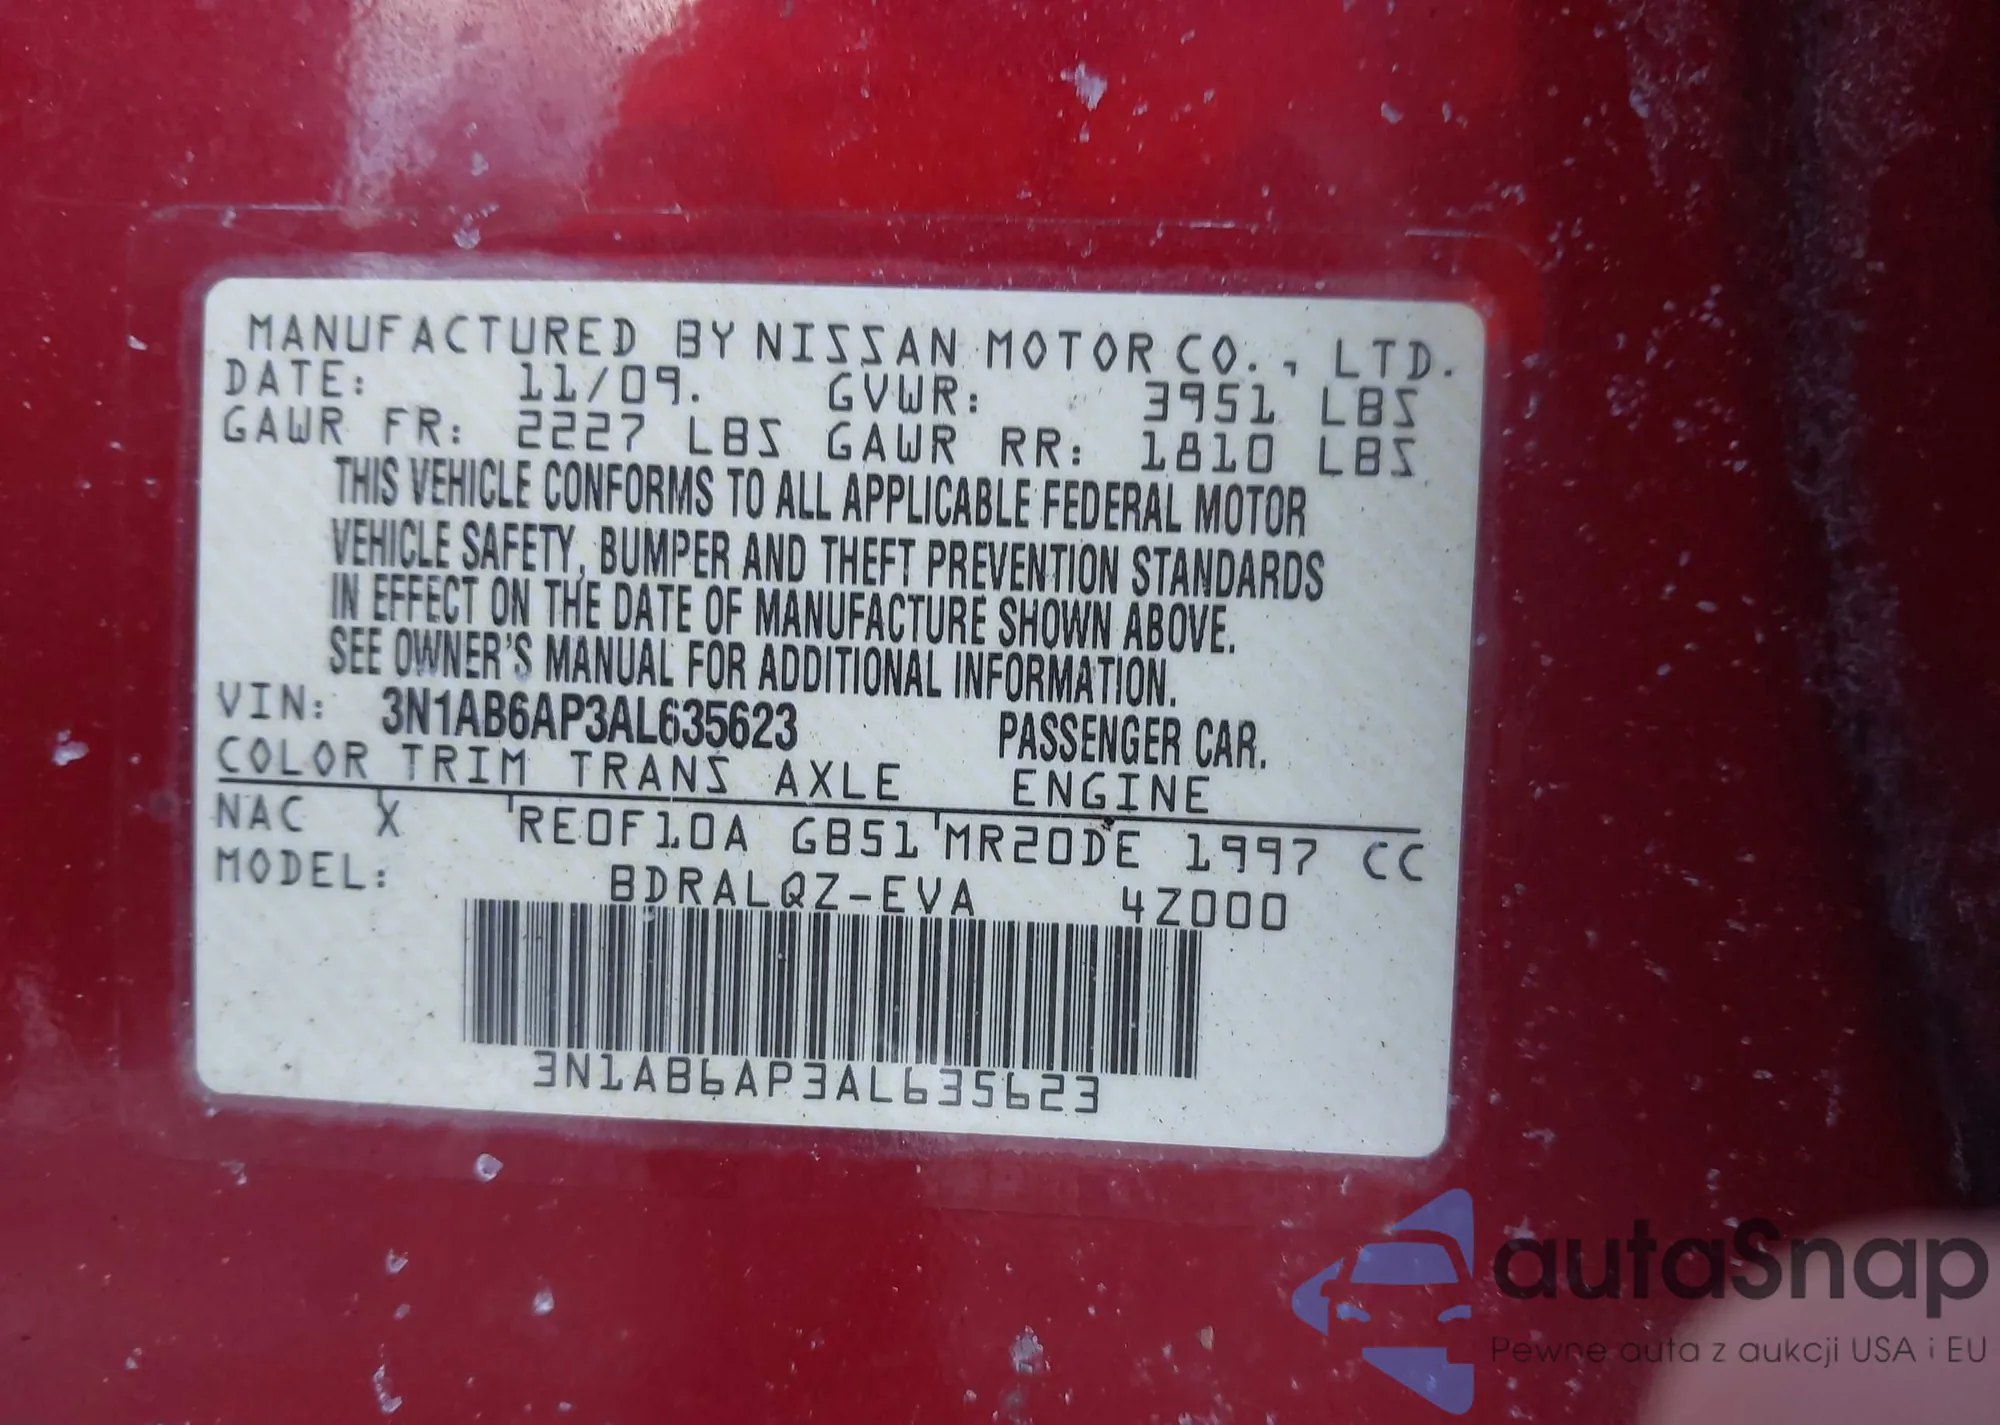 MANUFACTURED BY NISSAN MOTOR CO., LTD.
DATE: 11/09. GVWR: 3951 LBS
GAWR FR: 2227 LBS GAWR RR: 1810 LBS
THIS VEHICLE CONFORMS TO ALL APPLICABLE FEDERAL MOTOR
VEHICLE SAFETY, BUMPER AND THEFT PREVENTION STANDARDS
IN EFFECT ON THE DATE OF MANUFACTURE SHOWN ABOVE.
SEE OWNER'S MANUAL FOR ADDITIONAL INFORMATION.
VIN: 3N1AB6AP3AL635623 PASSENGER CAR.
COLOR TRIM TRANS AXLE ENGINE
NAC X RE0F10A GB51 MR20DE 1997 CC
MODEL: BDRALQZ-EVA 4Z000
3N1AB6AP3AL635623
autaSnap
Pewne auta z aukcji USA i EU